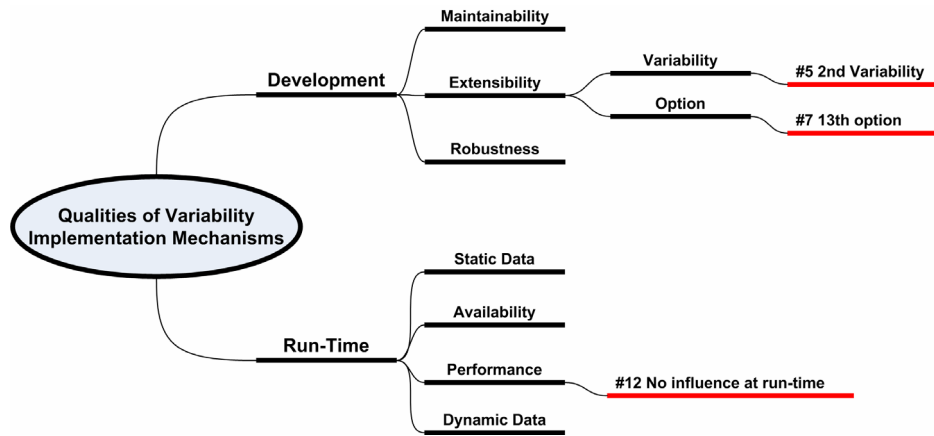 Maintainability
Development
Extensibility
Variability
#5 2nd Variability
Option
#7 13th option
Robustness
Qualities of Variability
Implementation Mechanisms
Static Data
Availability
Run-Time
Performance
#12 No influence at run-time
Dynamic Data